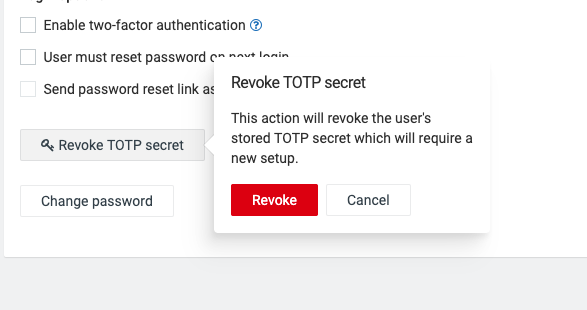 Enable two-factor authentication ?
User must reset password on next login
Send password reset link as
Revoke TOTP secret
Change password
Revoke TOTP secret
This action will revoke the user's
stored TOTP secret which will require a
new setup.
Revoke
Cancel